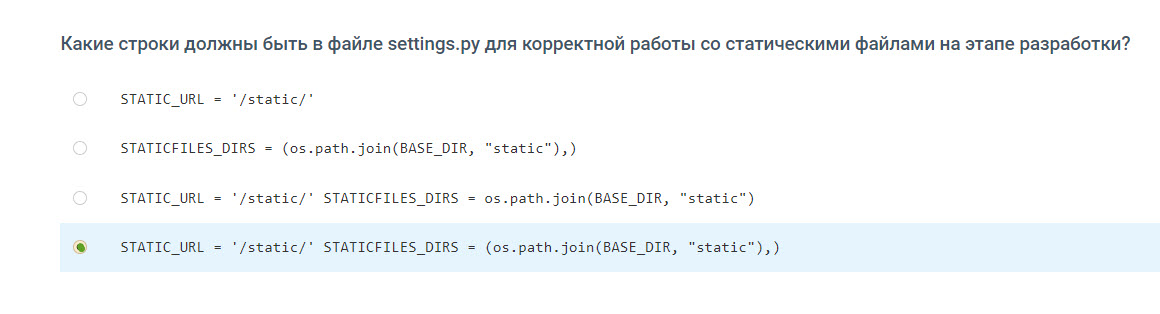 Какие строки должны быть в файле settings.py для корректной работы со статическими файлами на этапе разработки?
STATIC_URL = '/static/'
STATICFILES_DIRS = (os.path.join(BASE_DIR, "static"),)
STATIC_URL = '/static/' STATICFILES_DIRS = os.path.join(BASE_DIR, "static")
STATIC_URL = '/static/' STATICFILES_DIRS = (os.path.join(BASE_DIR, "static"),)